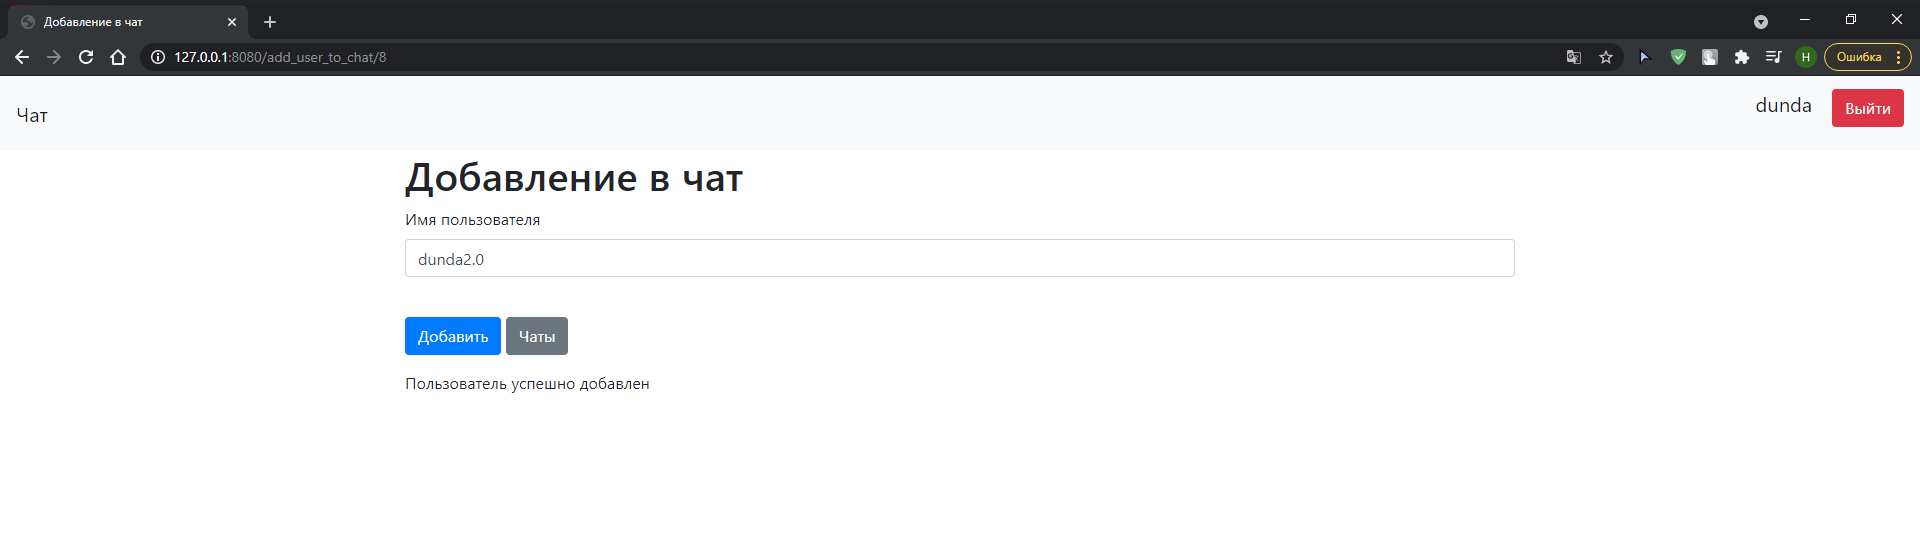 Добавление в чат
127.0.0.1:8080/add_user_to_chat/8
H
Ошибка
Чат
dunda
Выйти
Добавление в чат
Имя пользователя
dunda2.0
Добавить Чаты
Пользователь успешно добавлен